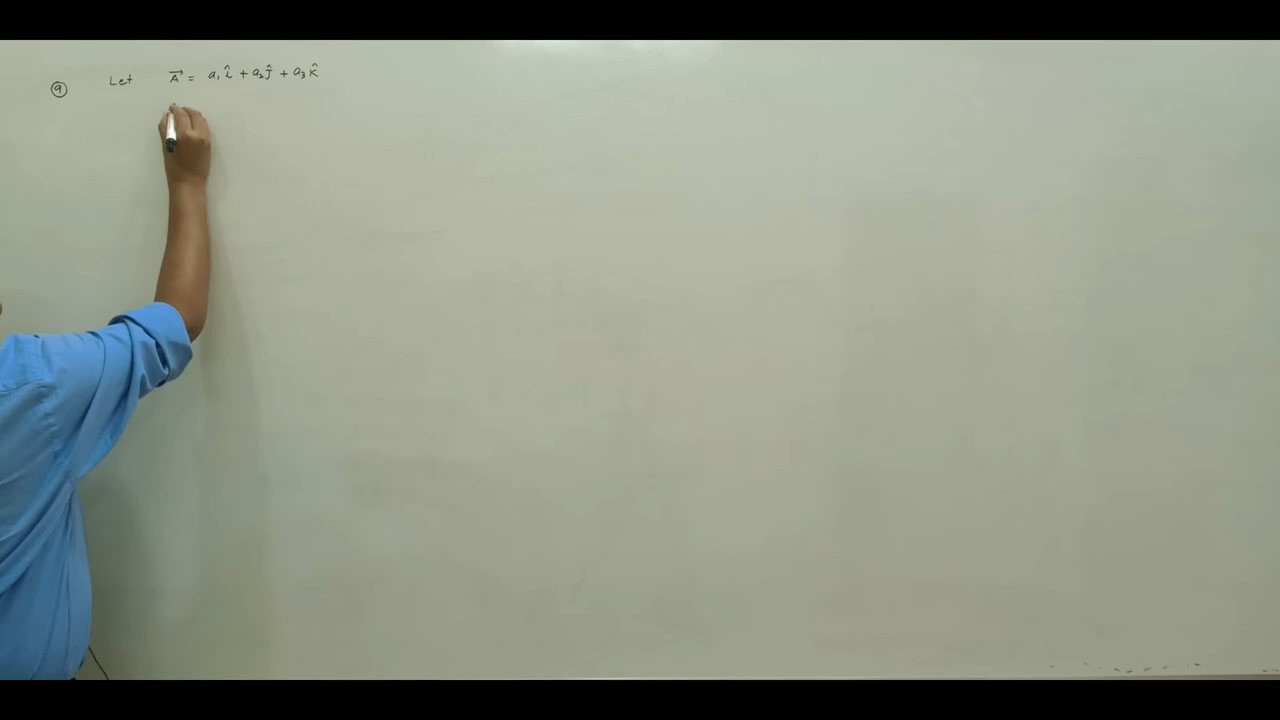 ⑨ Let A⃗ = a₁î + a₂ĵ + a₃k̂